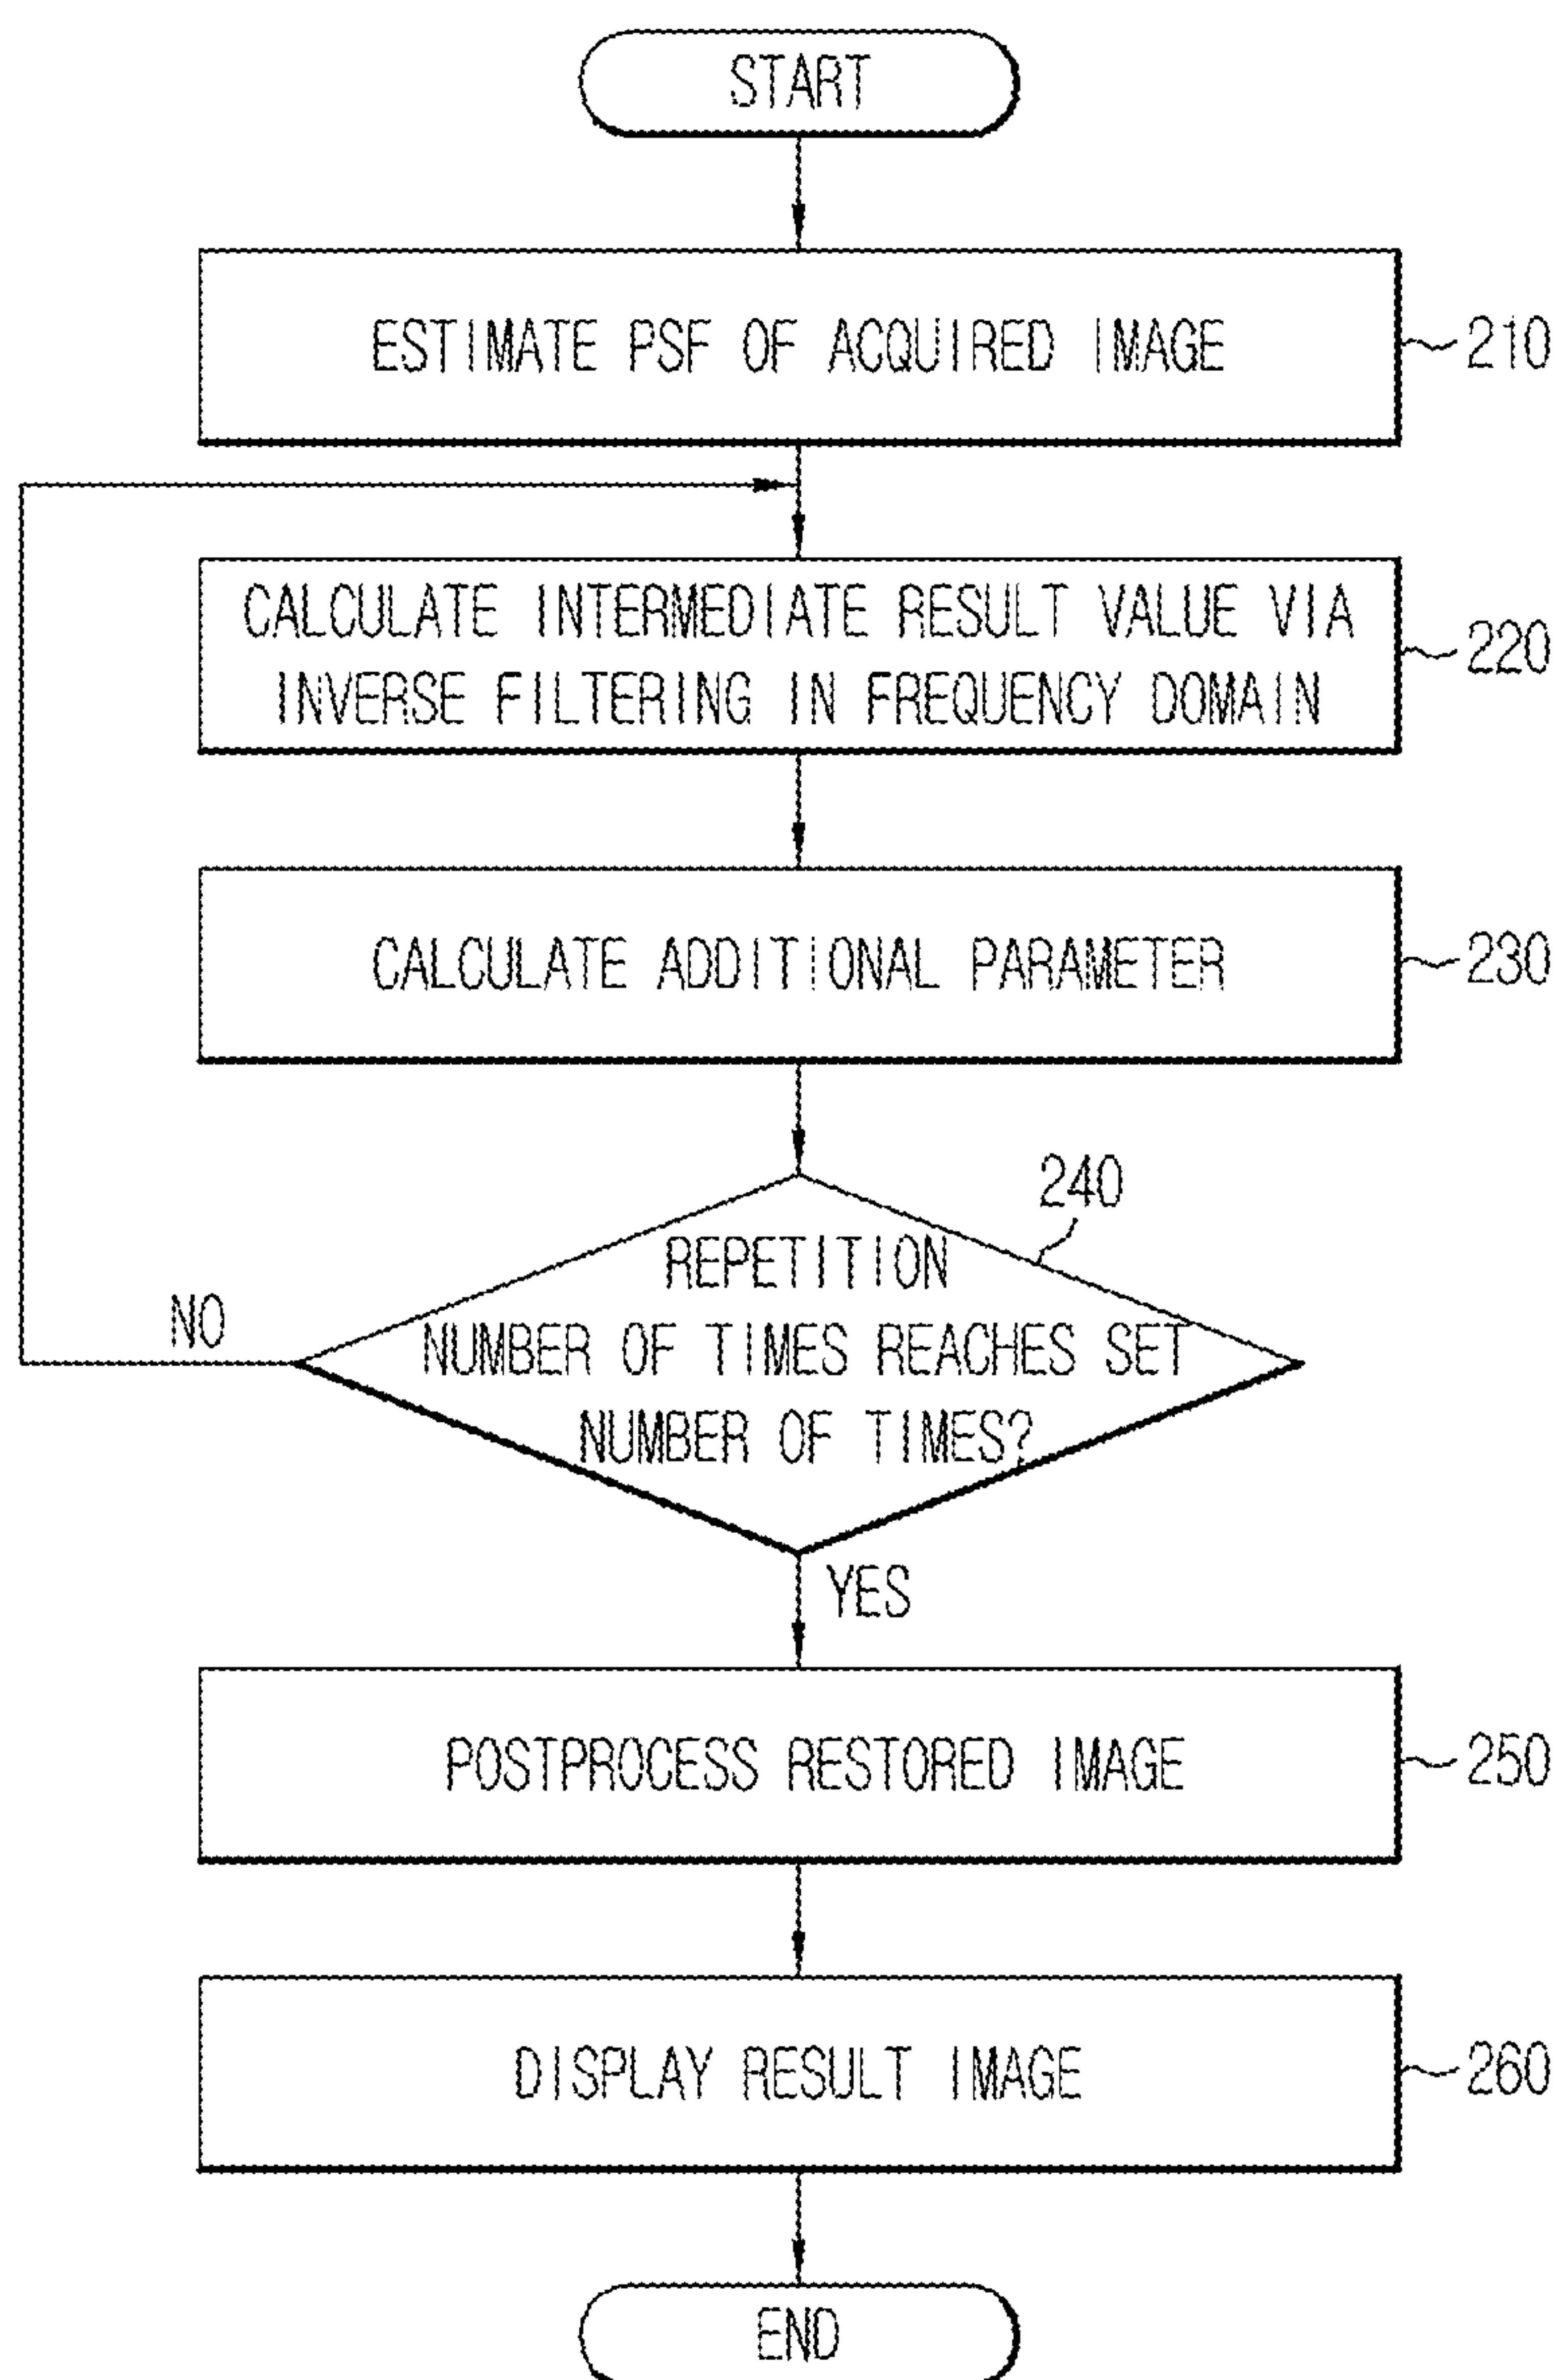 START
ESTIMATE PSF OF ACQUIRED IMAGE
210
CALCULATE INTERMEDIATE RESULT VALUE VIA
INVERSE FILTERING IN FREQUENCY DOMAIN
220
CALCULATE ADDITIONAL PARAMETER
230
240
REPETITION
NUMBER OF TIMES REACHES SET
NUMBER OF TIMES?
NO
YES
POSTPROCESS RESTORED IMAGE
250
DISPLAY RESULT IMAGE
260
END